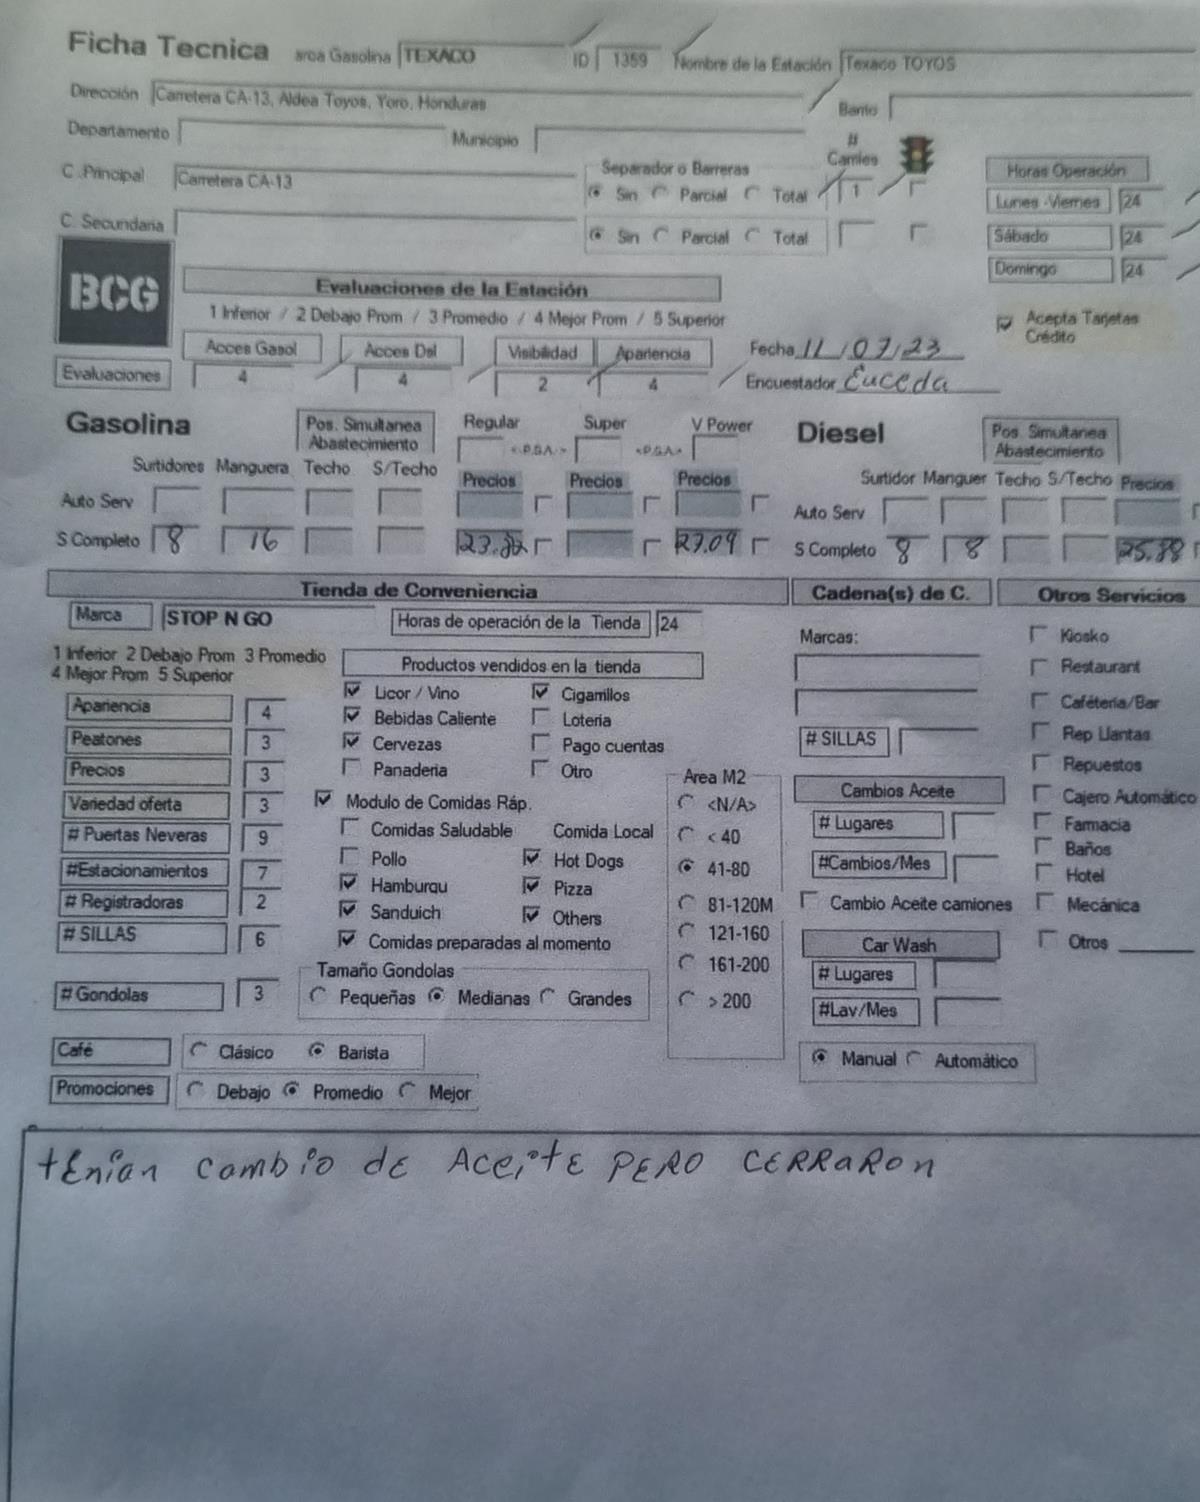 Ficha Tecnica arca Gasolina TEXACO ID 1359 Nombre de la Estación Texaco TOYOS
Dirección Carretera CA-13, Aldea Toyos, Yoro, Honduras Barrio
Departamento Municipio # Carriles
C .Principal Carretera CA-13 Separador o Barreras Sin Parcial Total 1
C. Secundaria Sin Parcial Total
Horas Operación
Lunes -Viernes 24
Sábado 24
Domingo 24
BCG
Evaluaciones de la Estación
1 Inferior / 2 Debajo Prom / 3 Promedio / 4 Mejor Prom / 5 Superior
Acces Gasol Acces Dsl Visibilidad Apariencia
Evaluaciones 4 4 2 4
Acepta Tarjetas
Crédito
Fecha 11/07/23
Encuestador Euceda
Gasolina
Pos. Simultanea
Abastecimiento
Regular <.P.G.A.> Super <.P.G.A.> V Power
Surtidores Manguera Techo S/Techo Precios Precios Precios
Auto Serv
S Completo 8 16 23.82 27.09
Diesel
Pos. Simultanea
Abastecimiento
Surtidor Manguer Techo S/Techo Precios
Auto Serv
S Completo 8 8
Tienda de Conveniencia
Marca STOP N GO Horas de operación de la Tienda 24
1 Inferior 2 Debajo Prom 3 Promedio
4 Mejor Prom 5 Superior
Apariencia 4
Peatones 3
Precios 3
Variedad oferta 3
# Puertas Neveras 9
#Estacionamientos 7
# Registradoras 2
# SILLAS 6
# Gondolas 3
Productos vendidos en la tienda
Licor / Vino Cigarrillos
Bebidas Caliente Loteria
Cervezas Pago cuentas
Panaderia Otro
Modulo de Comidas Ráp.
Comidas Saludable Comida Local
Pollo Hot Dogs
Hamburqu Pizza
Sanduich Others
Comidas preparadas al momento
Tamaño Gondolas
Pequeñas Medianas Grandes
Area M2
<N/A>
< 40
41-80
81-120M
121-160
161-200
> 200
Café Clásico Barista
Promociones Debajo Promedio Mejor
Cadena(s) de C.
Marcas:
# SILLAS
Cambios Aceite
# Lugares
#Cambios/Mes
Cambio Aceite camiones
Car Wash
# Lugares
#Lav/Mes
Manual Automático
Otros Servicios
Kiosko
Restaurant
Caféteria/Bar
Rep Llantas
Repuestos
Cajero Automático
Farmacia
Baños
Hotel
Mecánica
Otros
tEnian cambio dE AceitE PERO CERRaRon